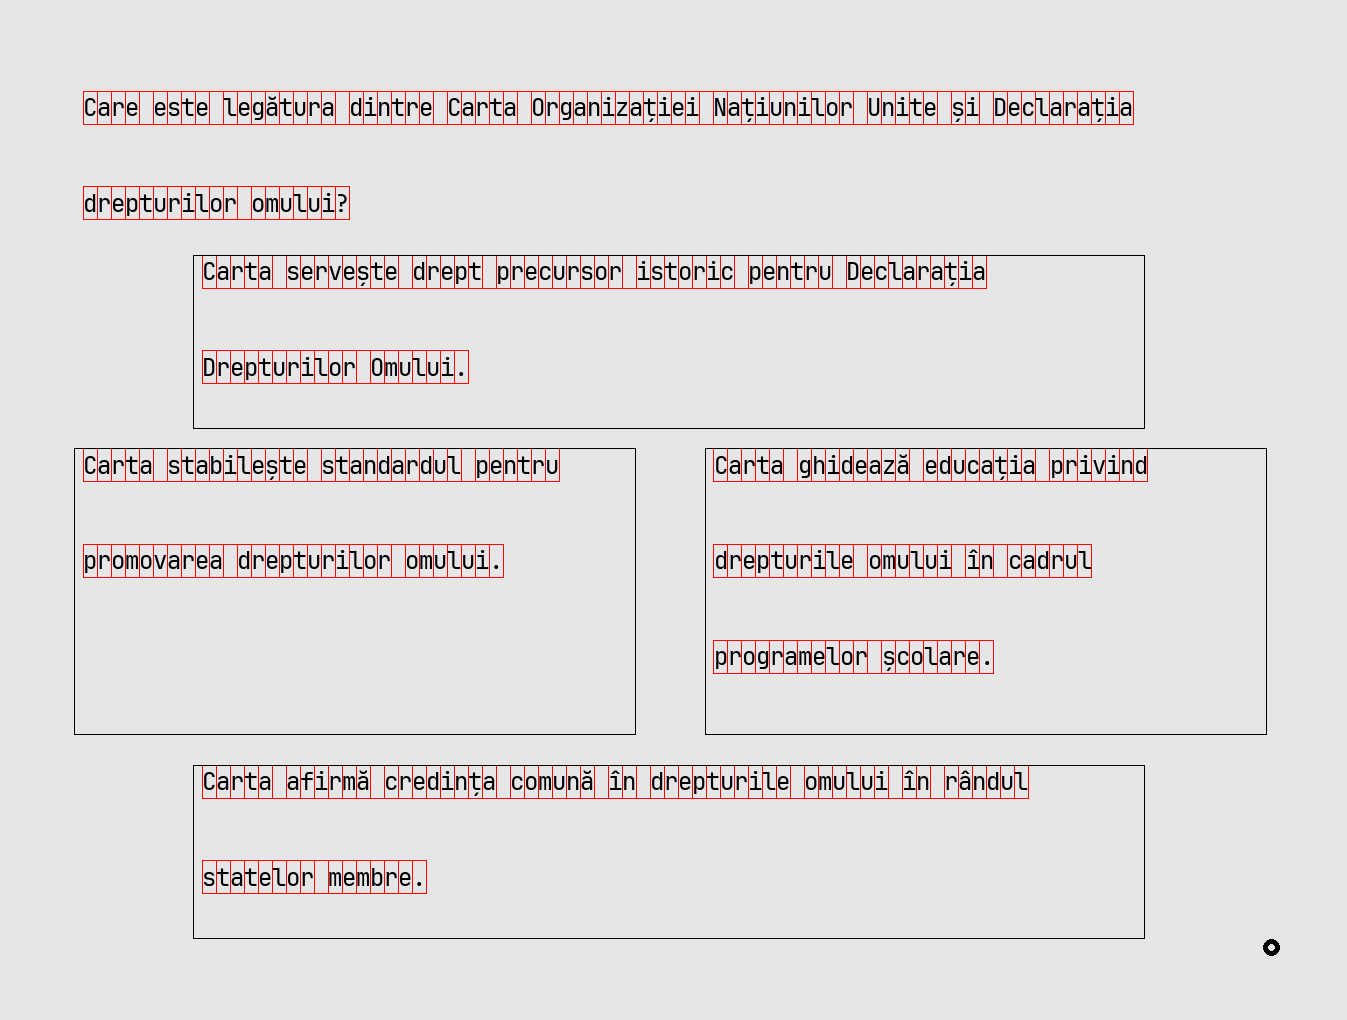 Care este legătura dintre Carta Organizației Națiunilor Unite și Declarația
drepturilor omului?
Carta servește drept precursor istoric pentru Declarația
Drepturilor Omului.
Carta stabilește standardul pentru
promovarea drepturilor omului.
Carta ghidează educația privind
drepturile omului în cadrul
programelor școlare.
Carta afirmă credința comună în drepturile omului în rândul
statelor membre.